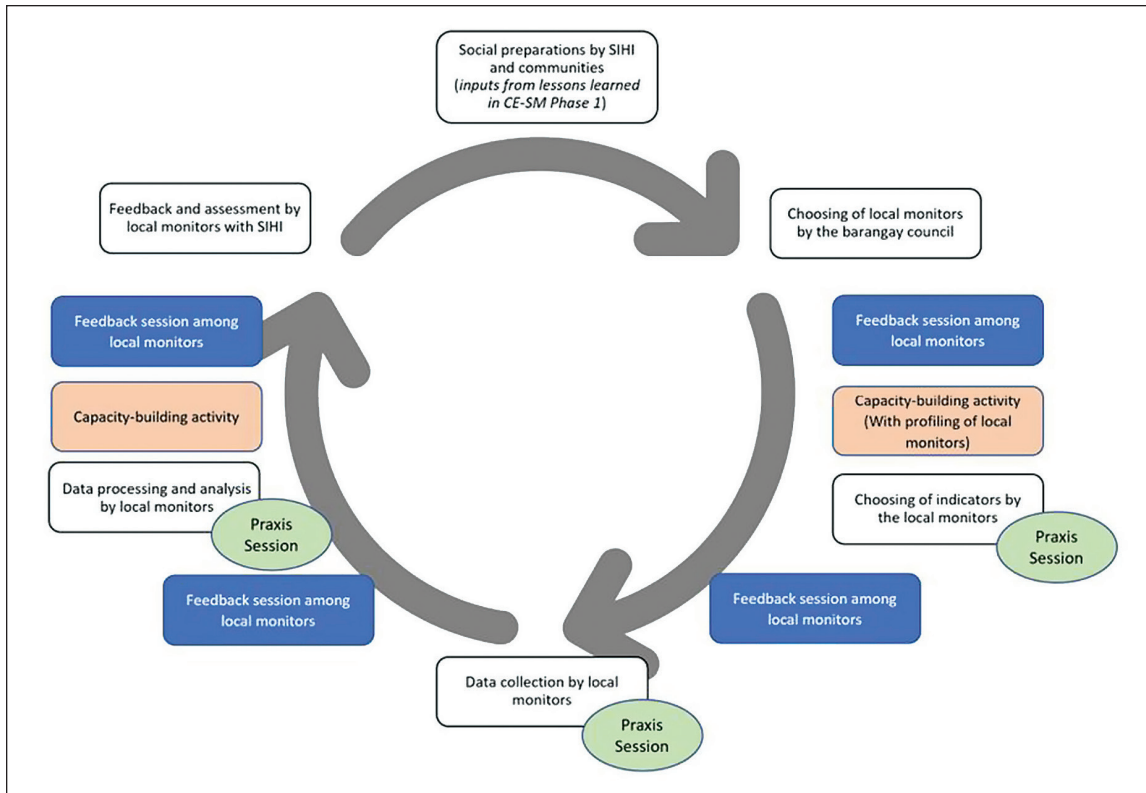 Social preparations by SIHI
and communities
(inputs from lessons learned
in CE-SM Phase 1)
Choosing of local monitors
by the barangay council
Feedback session among
local monitors
Capacity-building activity
(With profiling of local
monitors)
Choosing of indicators by
the local monitors
Praxis
Session
Feedback session among
local monitors
Data collection by local
monitors
Praxis
Session
Feedback session among
local monitors
Data processing and analysis
by local monitors
Praxis
Session
Capacity-building activity
Feedback session among
local monitors
Feedback and assessment by
local monitors with SIHI